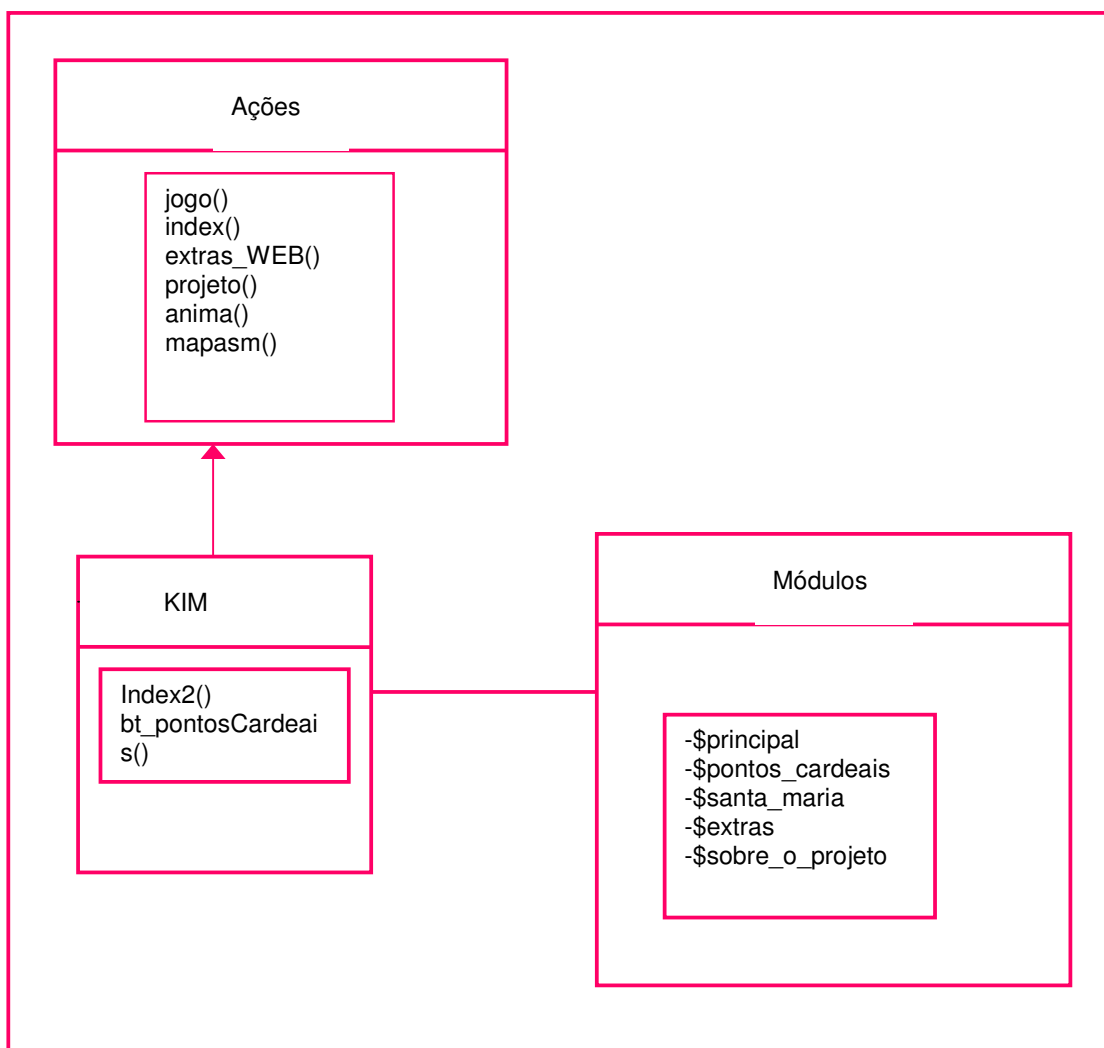 Ações
jogo()
index()
extras_WEB()
projeto()
anima()
mapasm()
KIM
Index2()
bt_pontosCardeai
s()
Módulos
-$principal
-$pontos_cardeais
-$santa_maria
-$extras
-$sobre_o_projeto